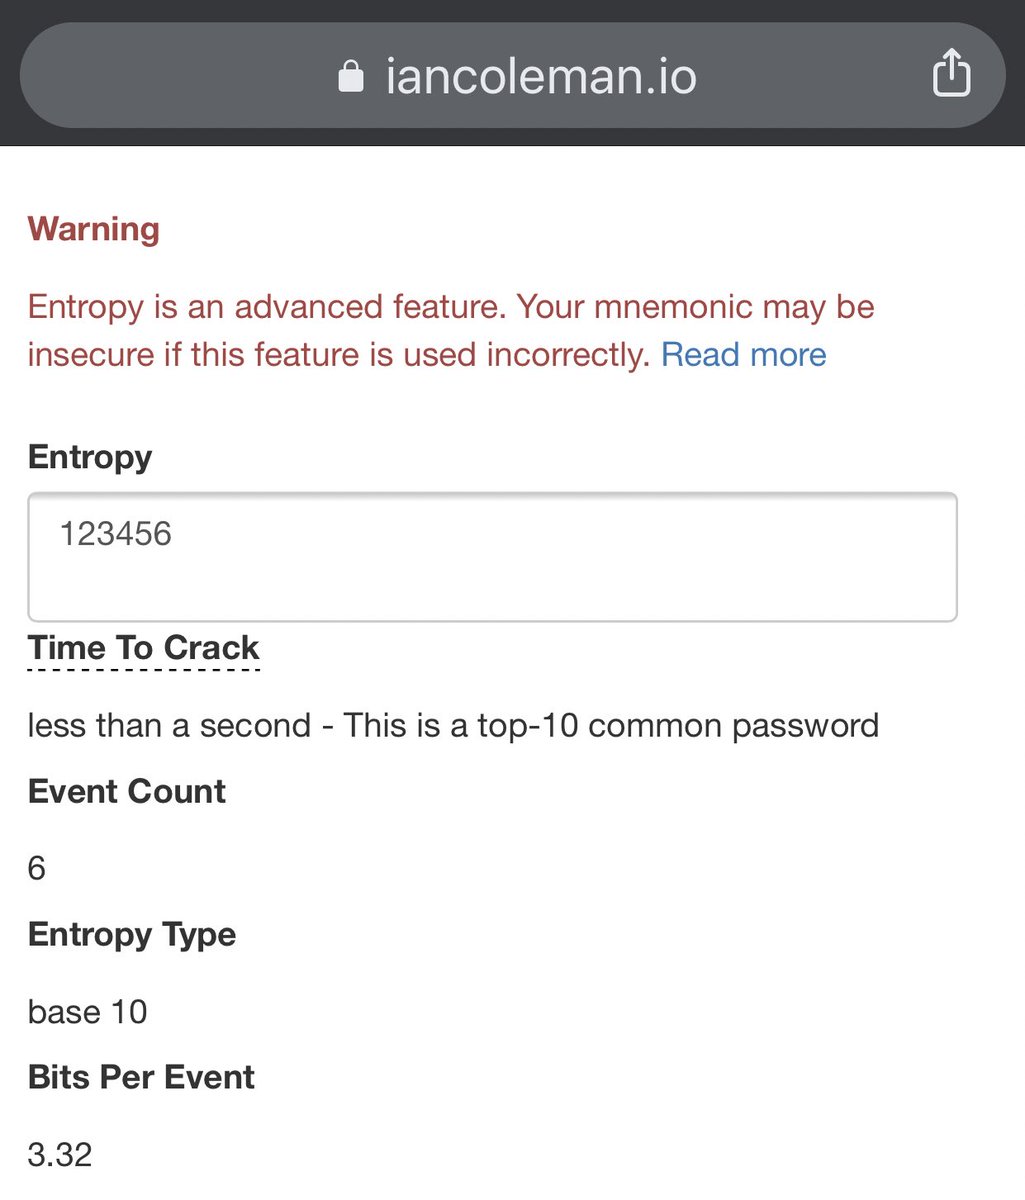 iancoleman.io
Warning
Entropy is an advanced feature. Your mnemonic may be
insecure if this feature is used incorrectly. Read more
Entropy
123456
Time To Crack
less than a second - This is a top-10 common password
Event Count
6
Entropy Type
base 10
Bits Per Event
3.32